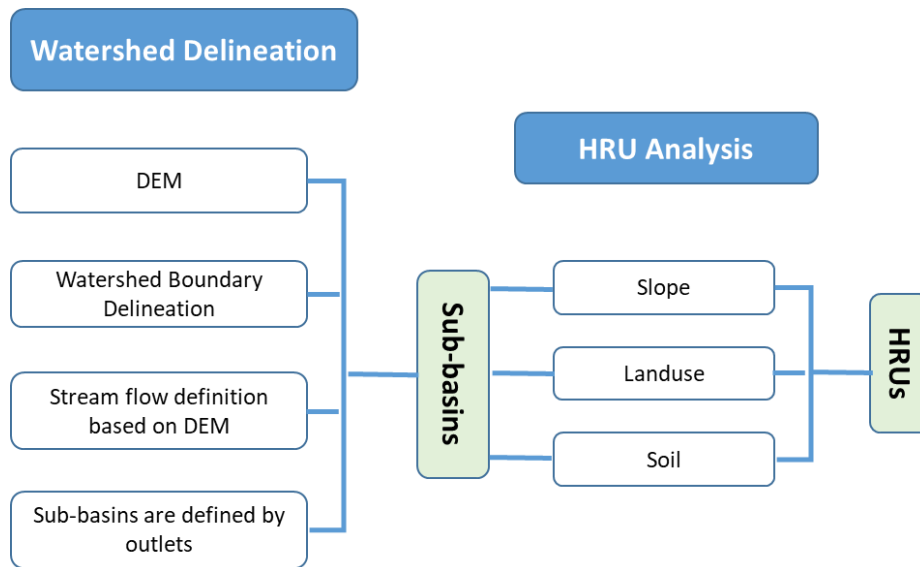 Watershed Delineation
HRU Analysis
DEM
Watershed Boundary
Delineation
Stream flow definition
based on DEM
Sub-basins are defined by
outlets
Sub-basins
Slope
Landuse
Soil
HRUs